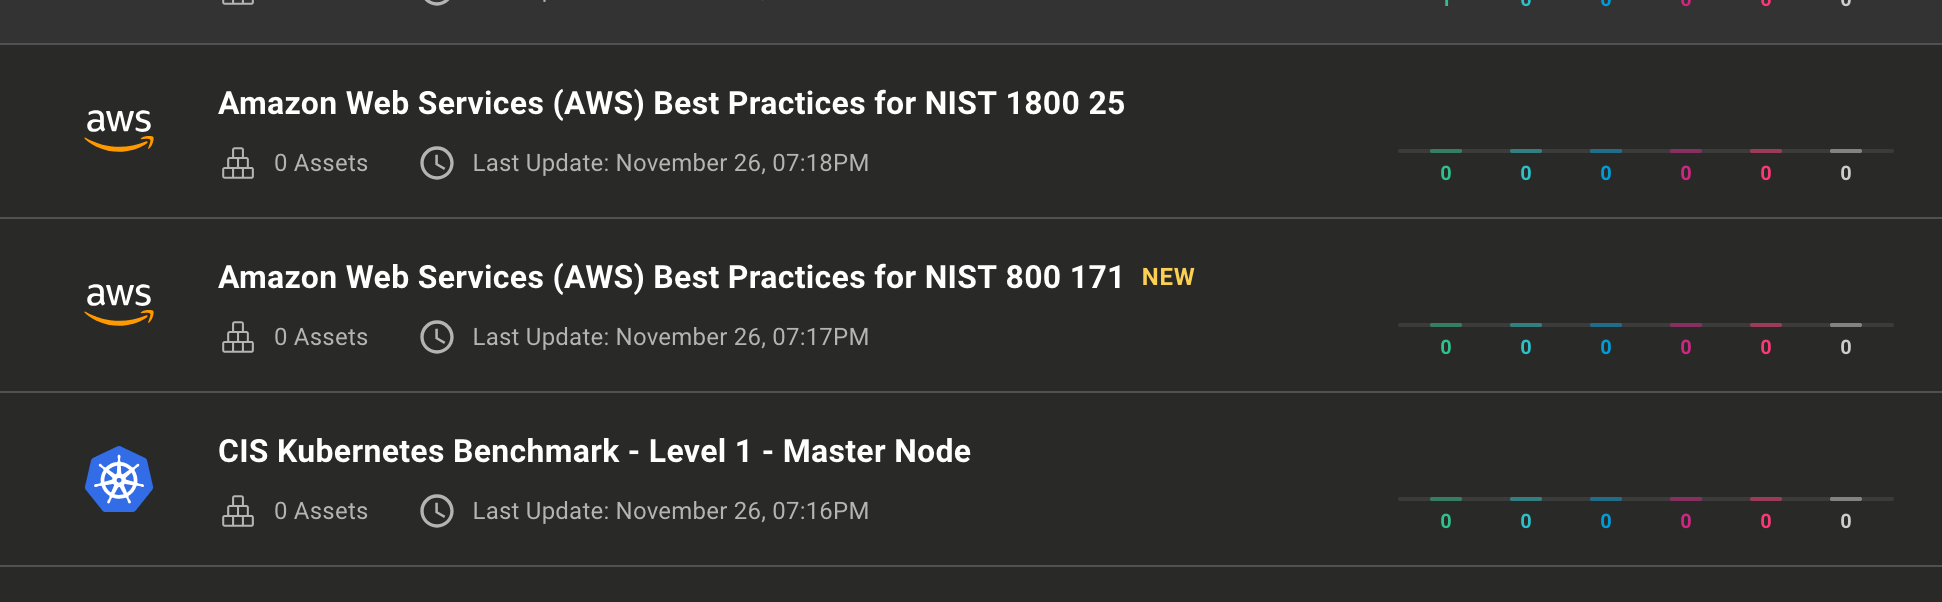 aws
Amazon Web Services (AWS) Best Practices for NIST 1800 25
0 Assets Last Update: November 26, 07:18PM
0 0 0 0 0 0
aws
Amazon Web Services (AWS) Best Practices for NIST 800 171 NEW
0 Assets Last Update: November 26, 07:17PM
0 0 0 0 0 0
CIS Kubernetes Benchmark - Level 1 - Master Node
0 Assets Last Update: November 26, 07:16PM
0 0 0 0 0 0